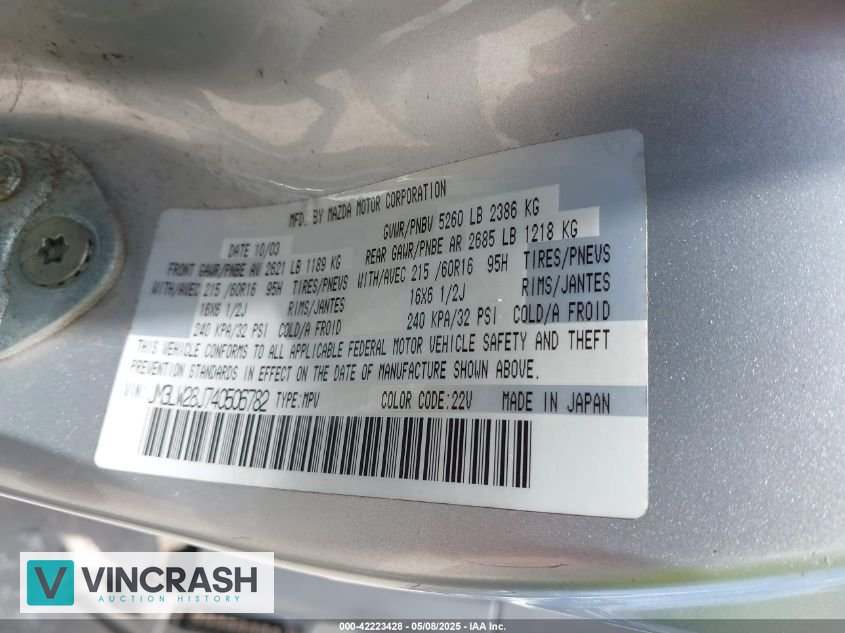 MFD. BY MAZDA MOTOR CORPORATION
DATE 10/03
GVWR/PNBV 5260 LB 2386 KG
FRONT GAWR/PNBE AV 2621 LB 1189 KG
REAR GAWR/PNBE AR 2685 LB 1218 KG
WITH/AVEC 215 /60R16 95H TIRES/PNEUS
WITH/AVEC 215 /60R16 95H TIRES/PNEVS
16X6 1/2J RIMS/JANTES
16X6 1/2J RIMS/JANTES
240 KPA/32 PSI COLD/A FROID
240 KPA/32 PSI COLD/A FROID
THIS VEHICLE CONFORMS TO ALL APPLICABLE FEDERAL MOTOR VEHICLE SAFETY AND THEFT
PREVENTION STANDARDS IN EFFECT ON THE DATE OF MANUFACTURE SHOWN ABOVE.
VIN: JM3LW28J740506782 TYPE:MPV COLOR CODE:22V MADE IN JAPAN
V VINCRASH
AUCTION HISTORY
000-42223428 - 05/08/2025 - IAA Inc.